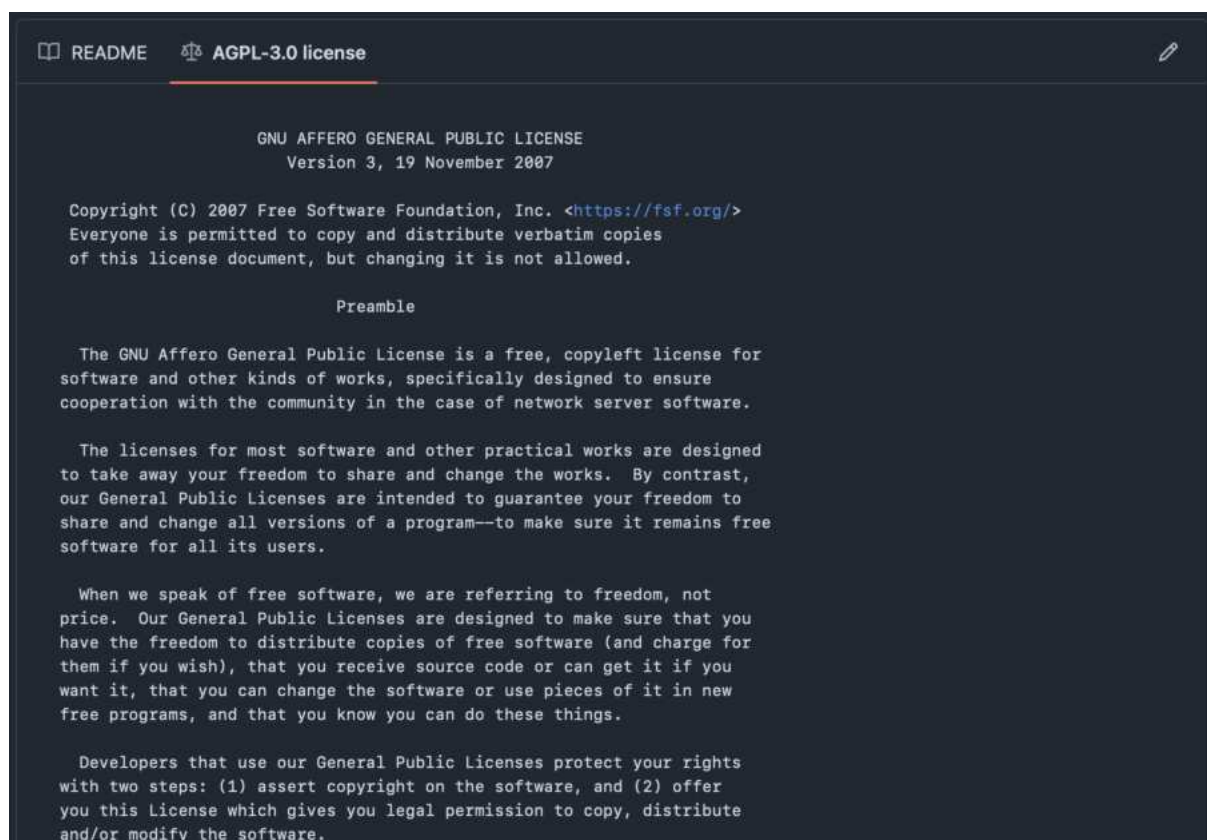 README AGPL-3.0 license
GNU AFFERO GENERAL PUBLIC LICENSE
Version 3, 19 November 2007
Copyright (C) 2007 Free Software Foundation, Inc. <https://fsf.org/>
Everyone is permitted to copy and distribute verbatim copies
of this license document, but changing it is not allowed.
Preamble
The GNU Affero General Public License is a free, copyleft license for
software and other kinds of works, specifically designed to ensure
cooperation with the community in the case of network server software.
The licenses for most software and other practical works are designed
to take away your freedom to share and change the works.  By contrast,
our General Public Licenses are intended to guarantee your freedom to
share and change all versions of a program--to make sure it remains free
software for all its users.
When we speak of free software, we are referring to freedom, not
price.  Our General Public Licenses are designed to make sure that you
have the freedom to distribute copies of free software (and charge for
them if you wish), that you receive source code or can get it if you
want it, that you can change the software or use pieces of it in new
free programs, and that you know you can do these things.
Developers that use our General Public Licenses protect your rights
with two steps: (1) assert copyright on the software, and (2) offer
you this License which gives you legal permission to copy, distribute
and/or modify the software.